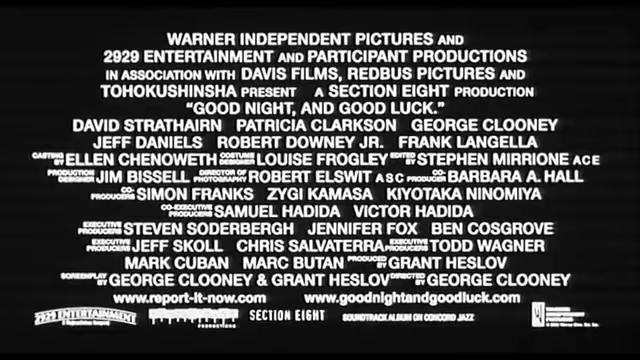 WARNER INDEPENDENT PICTURES AND
2929 ENTERTAINMENT AND PARTICIPANT PRODUCTIONS
IN ASSOCIATION WITH DAVIS FILMS, REDBUS PICTURES AND
TOHOKUSHINSHA PRESENT A SECTION EIGHT PRODUCTION
"GOOD NIGHT, AND GOOD LUCK."
DAVID STRATHAIRN PATRICIA CLARKSON GEORGE CLOONEY
JEFF DANIELS ROBERT DOWNEY JR. FRANK LANGELLA
CASTING BY ELLEN CHENOWETH COSTUME DESIGNER LOUISE FROGLEY EDITED BY STEPHEN MIRRIONE ACE
PRODUCTION DESIGNER JIM BISSELL DIRECTOR OF PHOTOGRAPHY ROBERT ELSWIT ASC CO-PRODUCER BARBARA A. HALL
CO-PRODUCERS SIMON FRANKS ZYGI KAMASA KIYOTAKA NINOMIYA
CO-EXECUTIVE PRODUCERS SAMUEL HADIDA VICTOR HADIDA
EXECUTIVE PRODUCERS STEVEN SODERBERGH JENNIFER FOX BEN COSGROVE
EXECUTIVE PRODUCERS JEFF SKOLL CHRIS SALVATERRA EXECUTIVE PRODUCERS TODD WAGNER
MARK CUBAN MARC BUTAN PRODUCED BY GRANT HESLOV
SCREENPLAY BY GEORGE CLOONEY & GRANT HESLOV DIRECTED BY GEORGE CLOONEY
www.report-it-now.com www.goodnightandgoodluck.com
2929 ENTERTAINMENT PRODUCTIONS SECTION EIGHT SOUNDTRACK ALBUM ON CONCORD JAZZ